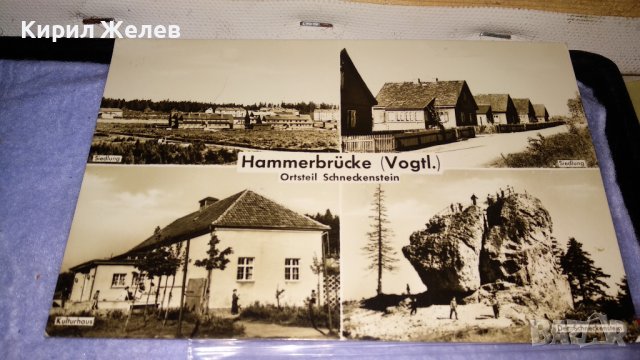 Кирил Желев
Siedlung
Siedlung
Hammerbrücke (Vogtl.)
Ortsteil Schneckenstein
Kulturhaus
Der Schneckenstein